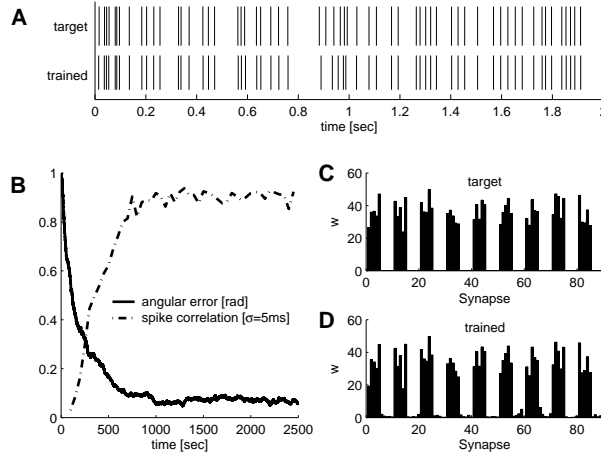 A
target
trained
0 0.2 0.4 0.6 0.8 1 1.2 1.4 1.6 1.8 2
time [sec]
B
1
0.8
0.6
0.4
0.2
0
angular error [rad]
spike correlation [σ=5ms]
0 500 1000 1500 2000 2500
time [sec]
C
target
60
40
20
0
w
0 20 40 60 80
Synapse
D
trained
60
40
20
0
w
0 20 40 60 80
Synapse